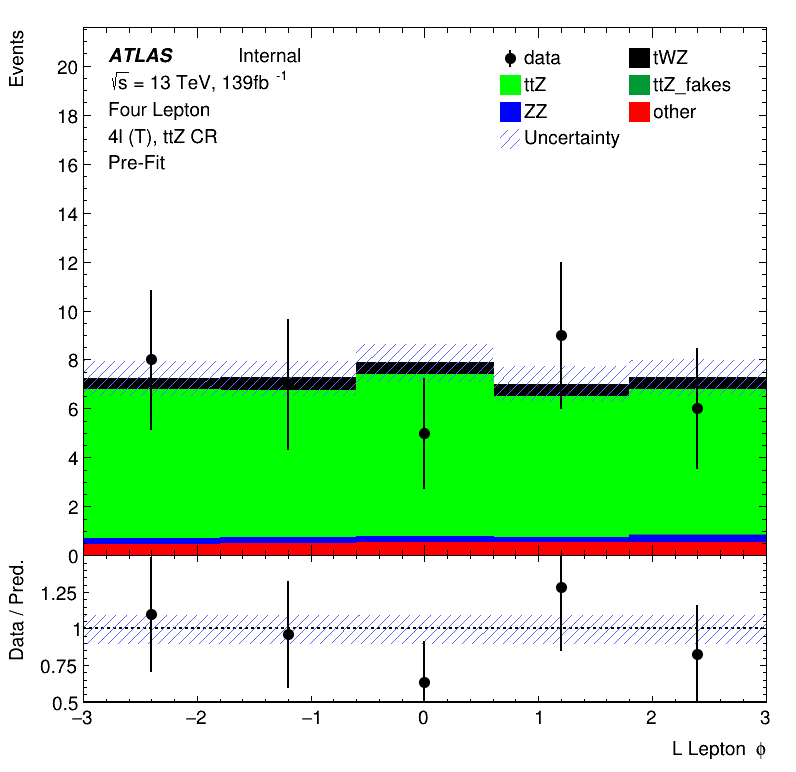 Events
ATLAS Internal
√s = 13 TeV, 139fb -1
Four Lepton
4l (T), ttZ CR
Pre-Fit
data
tWZ
ttZ
ttZ_fakes
ZZ
other
Uncertainty
20
18
16
14
12
10
8
6
4
2
0
Data / Pred.
1.25
1
0.75
0.5
−3 −2 −1 0 1 2 3
L Lepton ϕ